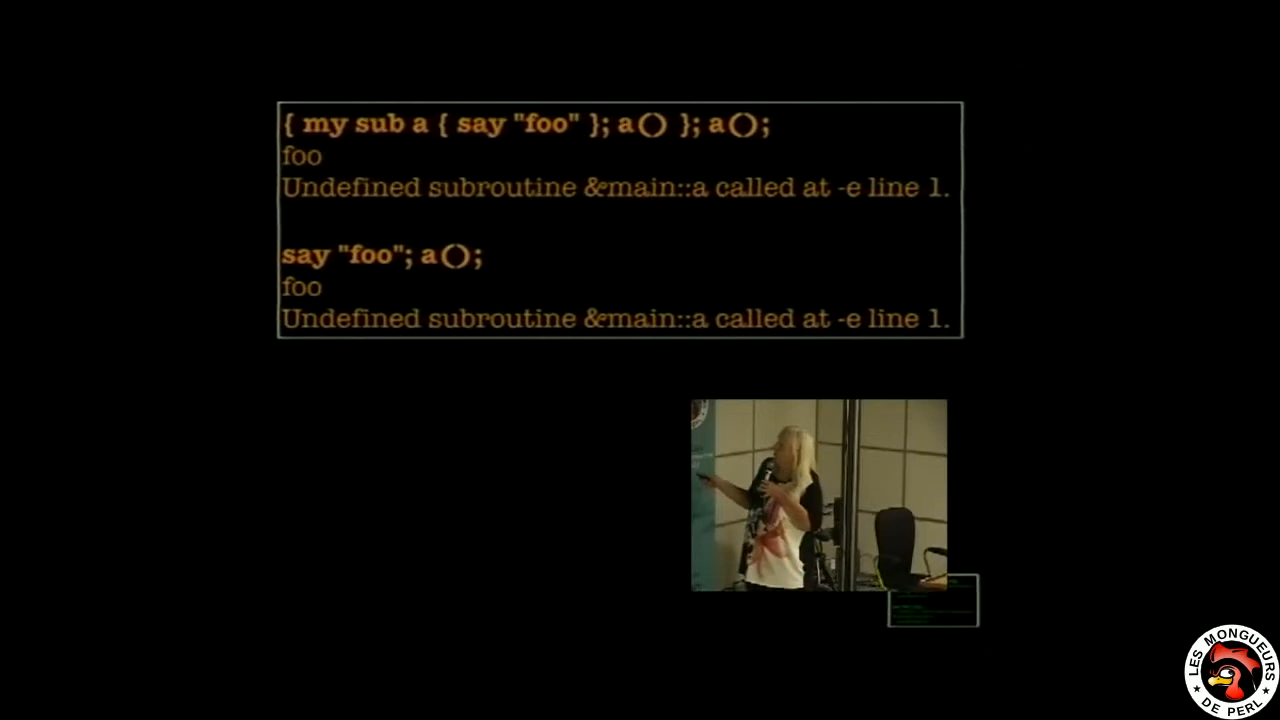 { my sub a { say "foo" }; a() }; a();
foo
Undefined subroutine &main::a called at -e line 1.
say "foo"; a();
foo
Undefined subroutine &main::a called at -e line 1.
LES MONGUEURS
DE PERL